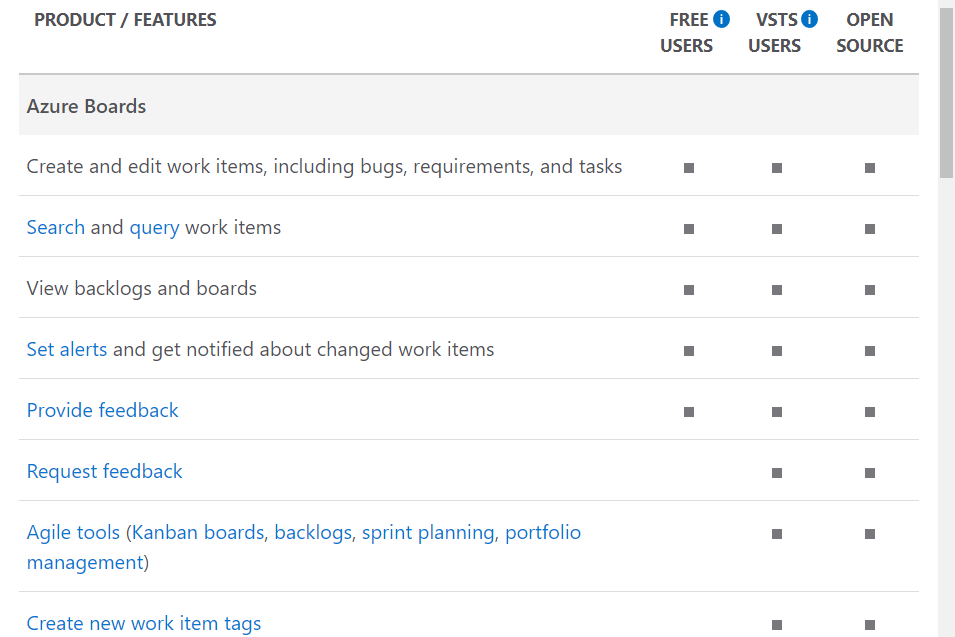 PRODUCT / FEATURES
FREE
USERS
VSTS
USERS
OPEN
SOURCE
Azure Boards
Create and edit work items, including bugs, requirements, and tasks
Search and query work items
View backlogs and boards
Set alerts and get notified about changed work items
Provide feedback
Request feedback
Agile tools (Kanban boards, backlogs, sprint planning, portfolio
management)
Create new work item tags